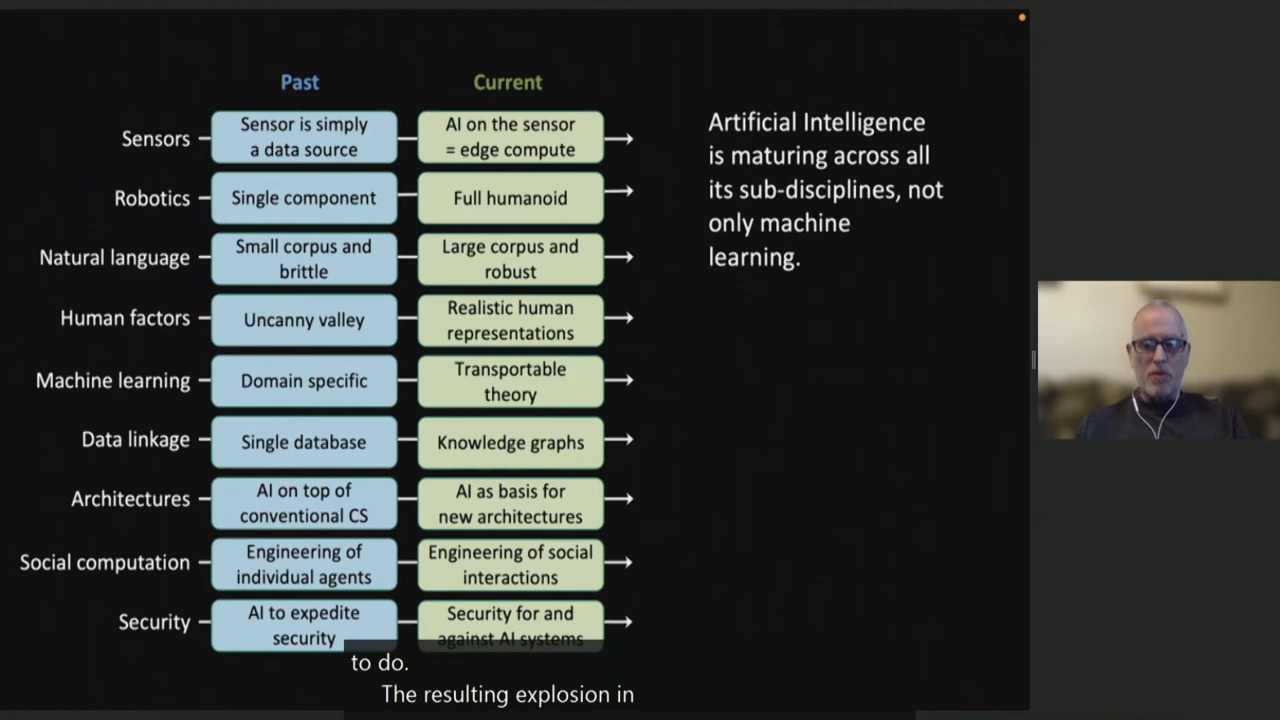 Past
Current
Sensors
Sensor is simply
a data source
AI on the sensor
= edge compute
Robotics
Single component
Full humanoid
Natural language
Small corpus and
brittle
Large corpus and
robust
Human factors
Uncanny valley
Realistic human
representations
Machine learning
Domain specific
Transportable
theory
Data linkage
Single database
Knowledge graphs
Architectures
AI on top of
conventional CS
AI as basis for
new architectures
Social computation
Engineering of
individual agents
Engineering of social
interactions
Security
AI to expedite
security
Security for and
against AI systems
Artificial Intelligence
is maturing across all
its sub-disciplines, not
only machine
learning.
to do.
The resulting explosion in